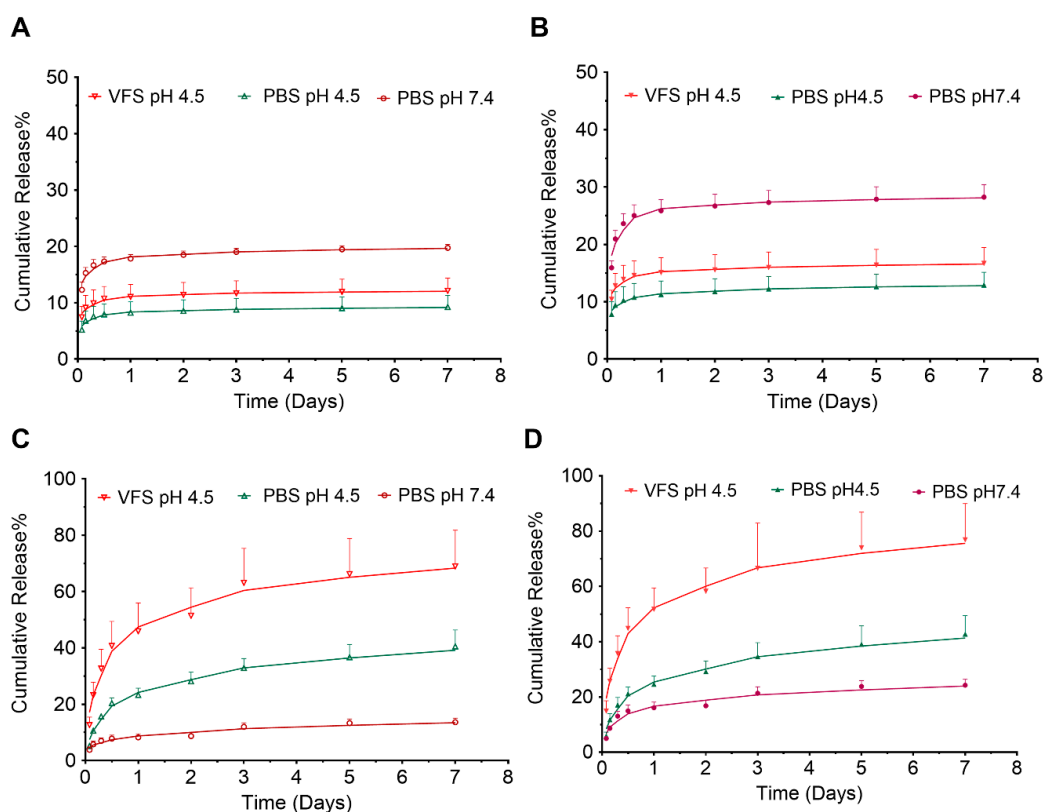 A
50
40
30
20
10
0
Cumulative Release%
VFS pH 4.5 PBS pH 4.5 PBS pH 7.4
0 1 2 3 4 5 6 7 8
Time (Days)
B
50
40
30
20
10
0
Cumulative Release%
VFS pH 4.5 PBS pH4.5 PBS pH7.4
0 1 2 3 4 5 6 7 8
Time (Days)
C
100
80
60
40
20
0
Cumulative Release%
VFS pH 4.5 PBS pH 4.5 PBS pH 7.4
0 1 2 3 4 5 6 7 8
Time (Days)
D
100
80
60
40
20
0
Cumulative Release%
VFS pH 4.5 PBS pH4.5 PBS pH7.4
0 1 2 3 4 5 6 7 8
Time (Days)